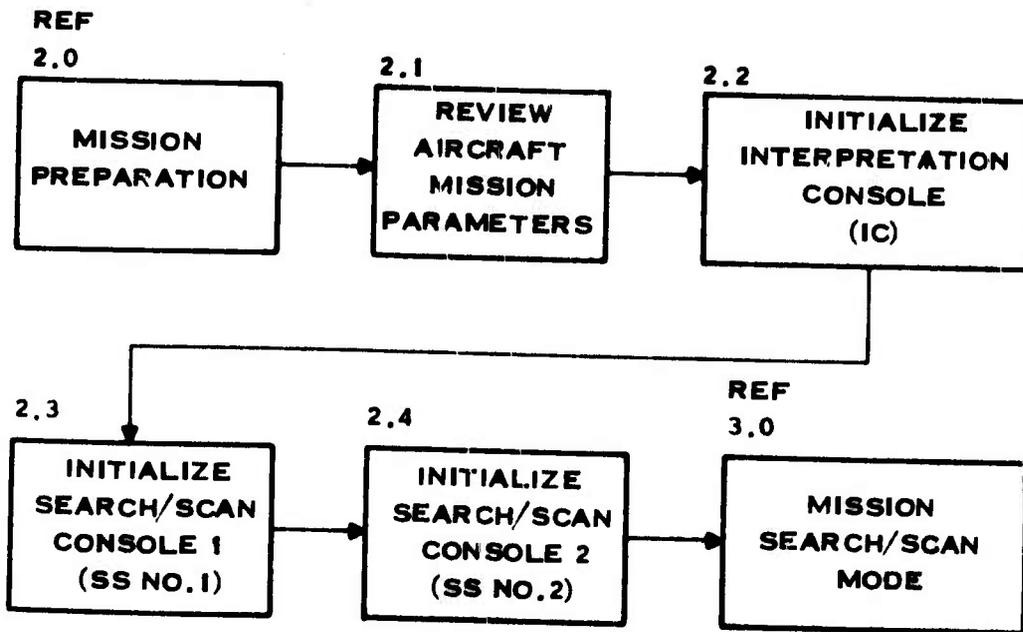 REF
2.0
MISSION
PREPARATION
2.1
REVIEW
AIRCRAFT
MISSION
PARAMETERS
2.2
INITIALIZE
INTERPRETATION
CONSOLE
(IC)
2.3
INITIALIZE
SEARCH/SCAN
CONSOLE 1
(SS NO.1)
2.4
INITIALIZE
SEARCH/SCAN
CONSOLE 2
(SS NO.2)
REF
3.0
MISSION
SEARCH/SCAN
MODE